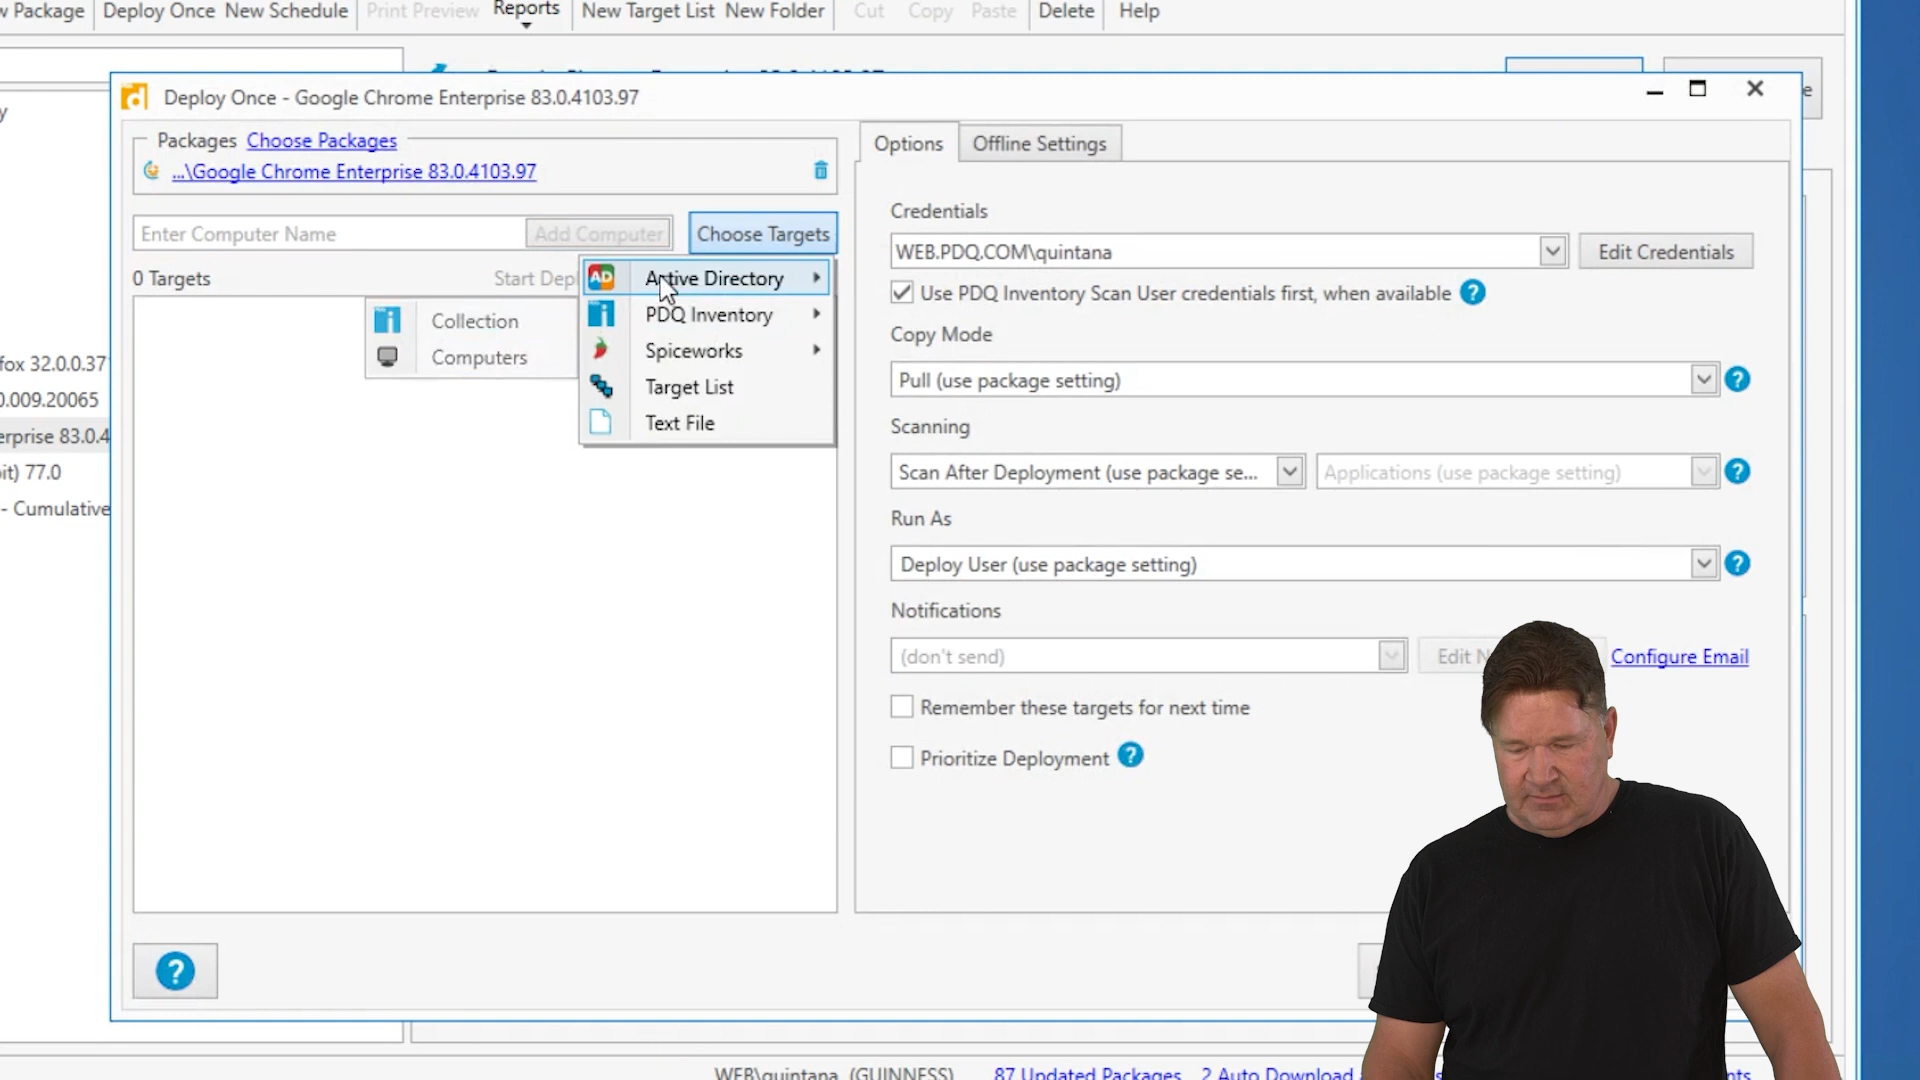 Package Deploy Once New Schedule Print Preview Reports New Target List New Folder Cut Copy Paste Delete Help
Deploy Once - Google Chrome Enterprise 83.0.4103.97
Packages Choose Packages
...\Google Chrome Enterprise 83.0.4103.97
Enter Computer Name Add Computer Choose Targets
0 Targets Start Depl
AD Active Directory
PDQ Inventory
Spiceworks
Target List
Text File
Collection
Computers
fox 32.0.0.37
0.009.20065
erprise 83.0.4
it) 77.0
- Cumulative
Options Offline Settings
Credentials
WEB.PDQ.COM\quintana Edit Credentials
Use PDQ Inventory Scan User credentials first, when available ?
Copy Mode
Pull (use package setting) ?
Scanning
Scan After Deployment (use package se... Applications (use package setting) ?
Run As
Deploy User (use package setting) ?
Notifications
(don't send) Edit N Configure Email
Remember these targets for next time
Prioritize Deployment ?
?
WEB\quintana (GUINNESS) 87 Updated Packages 2 Auto Download